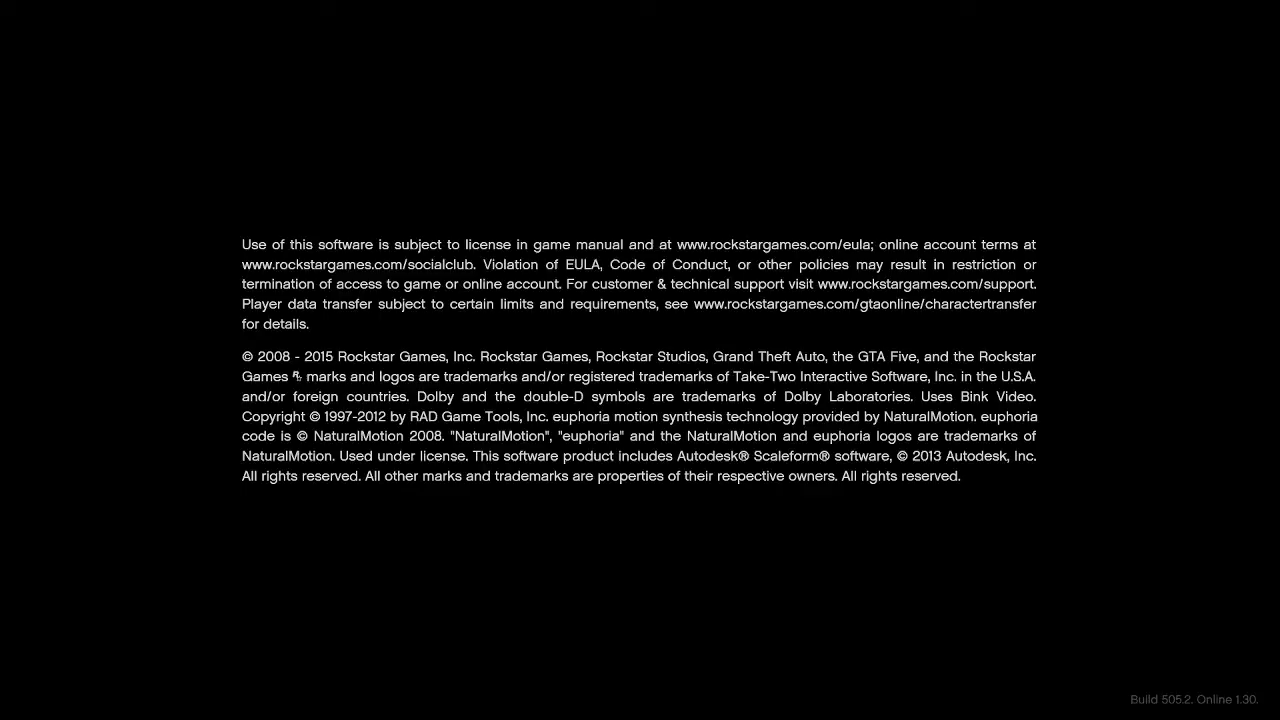 Use of this software is subject to license in game manual and at www.rockstargames.com/eula; online account terms at
www.rockstargames.com/socialclub. Violation of EULA, Code of Conduct, or other policies may result in restriction or
termination of access to game or online account. For customer & technical support visit www.rockstargames.com/support.
Player data transfer subject to certain limits and requirements, see www.rockstargames.com/gtaonline/charactertransfer
for details.
© 2008 - 2015 Rockstar Games, Inc. Rockstar Games, Rockstar Studios, Grand Theft Auto, the GTA Five, and the Rockstar
Games R* marks and logos are trademarks and/or registered trademarks of Take-Two Interactive Software, Inc. in the U.S.A.
and/or foreign countries. Dolby and the double-D symbols are trademarks of Dolby Laboratories. Uses Bink Video.
Copyright © 1997-2012 by RAD Game Tools, Inc. euphoria motion synthesis technology provided by NaturalMotion. euphoria
code is © NaturalMotion 2008. "NaturalMotion", "euphoria" and the NaturalMotion and euphoria logos are trademarks of
NaturalMotion. Used under license. This software product includes Autodesk® Scaleform® software, © 2013 Autodesk, Inc.
All rights reserved. All other marks and trademarks are properties of their respective owners. All rights reserved.
Build 505.2. Online 1.30.